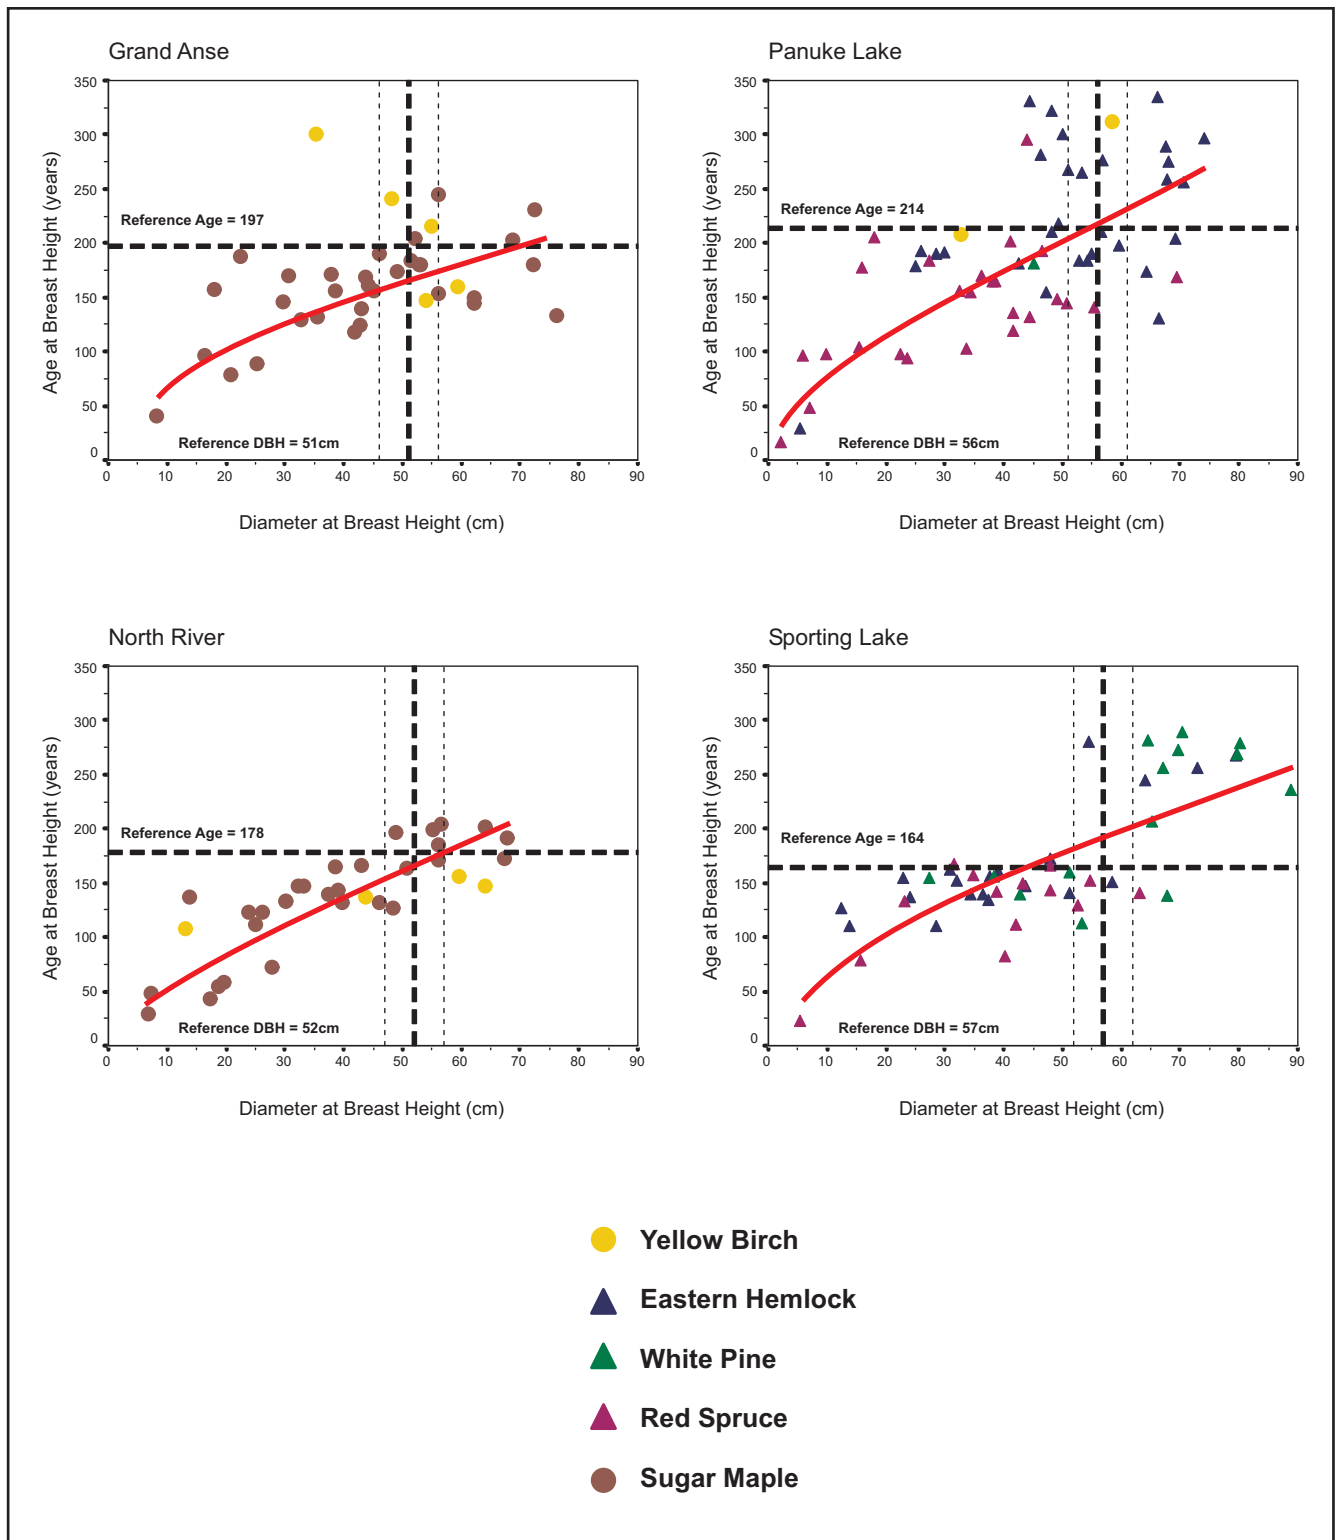 Grand Anse
Age at Breast Height (years)
350
300
250
200
150
100
50
0
Reference Age = 197
Reference DBH = 51cm
0 10 20 30 40 50 60 70 80 90
Diameter at Breast Height (cm)
Panuke Lake
Age at Breast Height (years)
350
300
250
200
150
100
50
0
Reference Age = 214
Reference DBH = 56cm
0 10 20 30 40 50 60 70 80 90
Diameter at Breast Height (cm)
North River
Age at Breast Height (years)
350
300
250
200
150
100
50
0
Reference Age = 178
Reference DBH = 52cm
0 10 20 30 40 50 60 70 80 90
Diameter at Breast Height (cm)
Sporting Lake
Age at Breast Height (years)
350
300
250
200
150
100
50
0
Reference Age = 164
Reference DBH = 57cm
0 10 20 30 40 50 60 70 80 90
Diameter at Breast Height (cm)
Yellow Birch
Eastern Hemlock
White Pine
Red Spruce
Sugar Maple